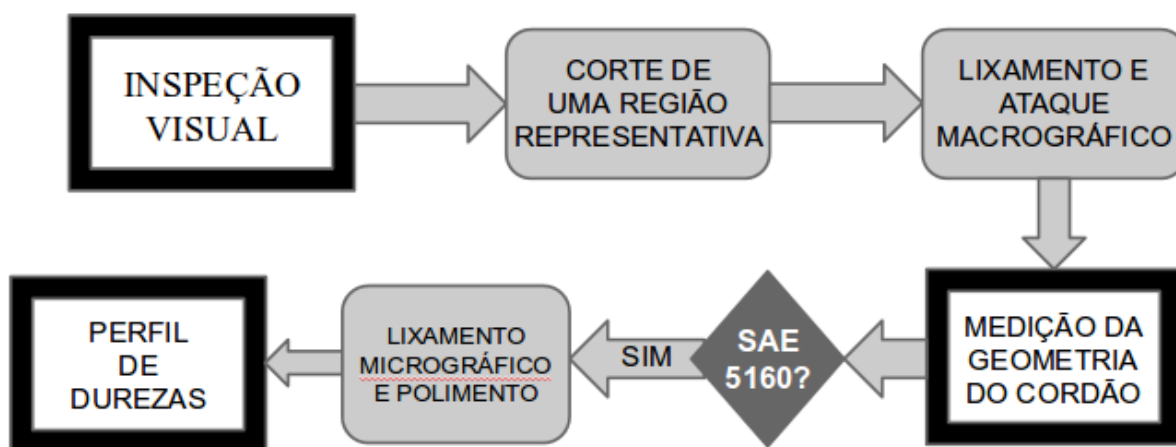 INSPEÇÃO
VISUAL
CORTE DE
UMA REGIÃO
REPRESENTATIVA
LIXAMENTO E
ATAQUE
MACROGRÁFICO
MEDIÇÃO DA
GEOMETRIA
DO CORDÃO
SAE
5160?
SIM
LIXAMENTO
MICROGRÁFICO
E POLIMENTO
PERFIL
DE
DUREZAS